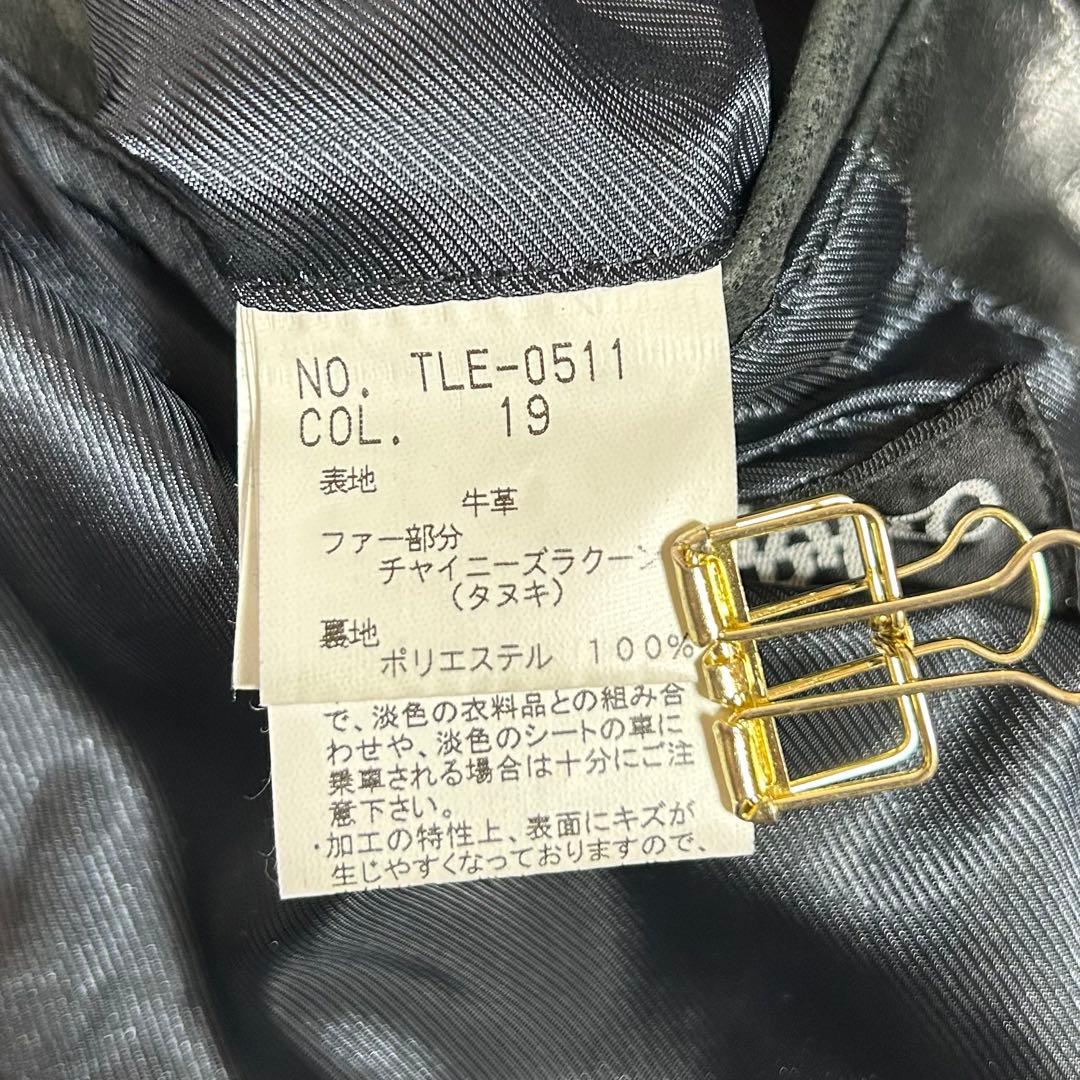 NO. TLE-0511
COL. 19
表地
牛革
ファー部分
チャイニーズラクーン
(タヌキ)
裏地
ポリエステル 100%
で、淡色の衣料品との組み合
わせや、淡色のシートの車に
乗車される場合は十分にご注
意下さい。
・加工の特性上、表面にキズが
生じやすくなっておりますので、